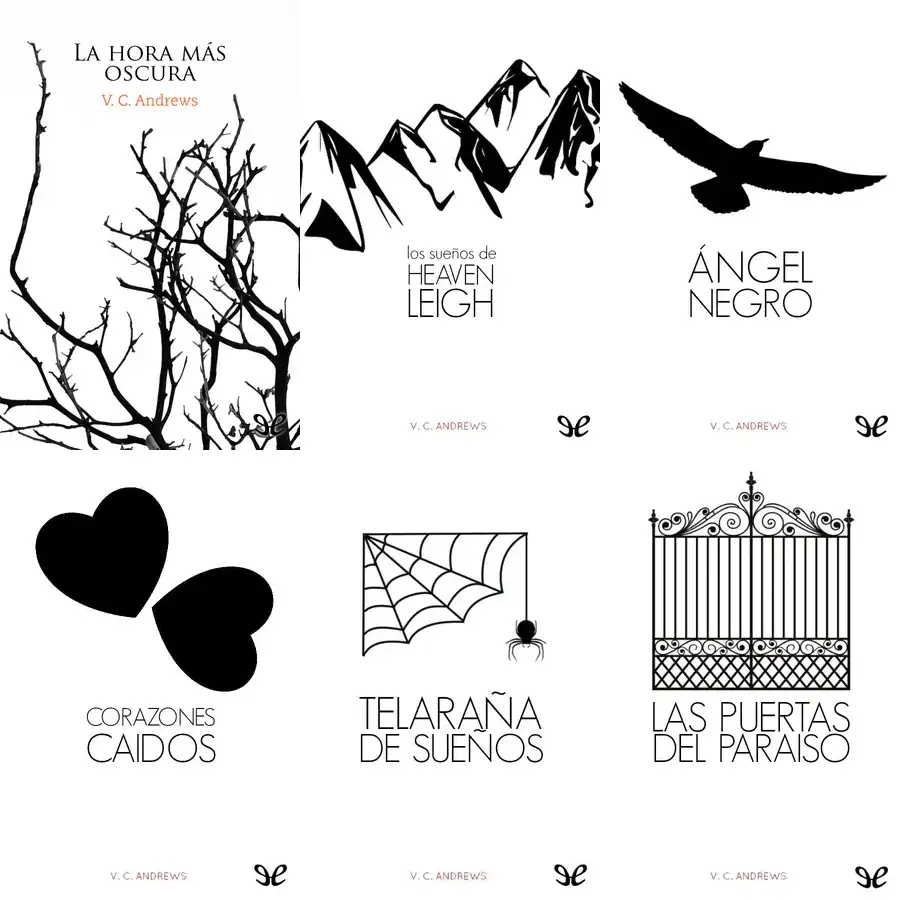 LA HORA MÁS
OSCURA
V. C. Andrews
los sueños de
HEAVEN
LEIGH
V. C. ANDREWS
ÁNGEL
NEGRO
V. C. ANDREWS
CORAZONES
CAIDOS
V. C. ANDREWS
TELARAÑA
DE SUEÑOS
V. C. ANDREWS
LAS PUERTAS
DEL PARAISO
V. C. ANDREWS